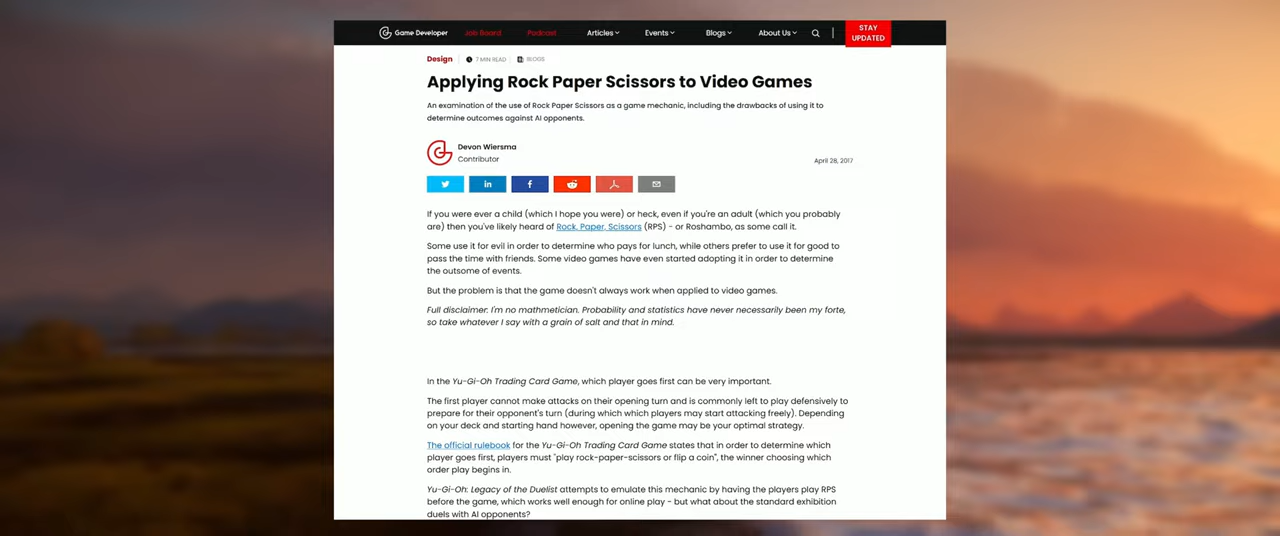 Game Developer Job Board Podcast Articles Events Blogs About Us STAY UPDATED
Design 7 MIN READ BLOGS
Applying Rock Paper Scissors to Video Games
An examination of the use of Rock Paper Scissors as a game mechanic, including the drawbacks of using it to
determine outcomes against AI opponents.
Devon Wiersma
Contributor
April 28, 2017
If you were ever a child (which I hope you were) or heck, even if you're an adult (which you probably
are) then you've likely heard of Rock, Paper, Scissors (RPS) - or Roshambo, as some call it.
Some use it for evil in order to determine who pays for lunch, while others prefer to use it for good to
pass the time with friends. Some video games have even started adopting it in order to determine
the outsome of events.
But the problem is that the game doesn't always work when applied to video games.
Full disclaimer: I'm no mathmetician. Probability and statistics have never necessarily been my forte,
so take whatever I say with a grain of salt and that in mind.
In the Yu-Gi-Oh Trading Card Game, which player goes first can be very important.
The first player cannot make attacks on their opening turn and is commonly left to play defensively to
prepare for their opponent's turn (during which which players may start attacking freely). Depending
on your deck and starting hand however, opening the game may be your optimal strategy.
The official rulebook for the Yu-Gi-Oh Trading Card Game states that in order to determine which
player goes first, players must "play rock-paper-scissors or flip a coin", the winner choosing which
order play begins in.
Yu-Gi-Oh: Legacy of the Duelist attempts to emulate this mechanic by having the players play RPS
before the game, which works well enough for online play - but what about the standard exhibition
duels with AI opponents?